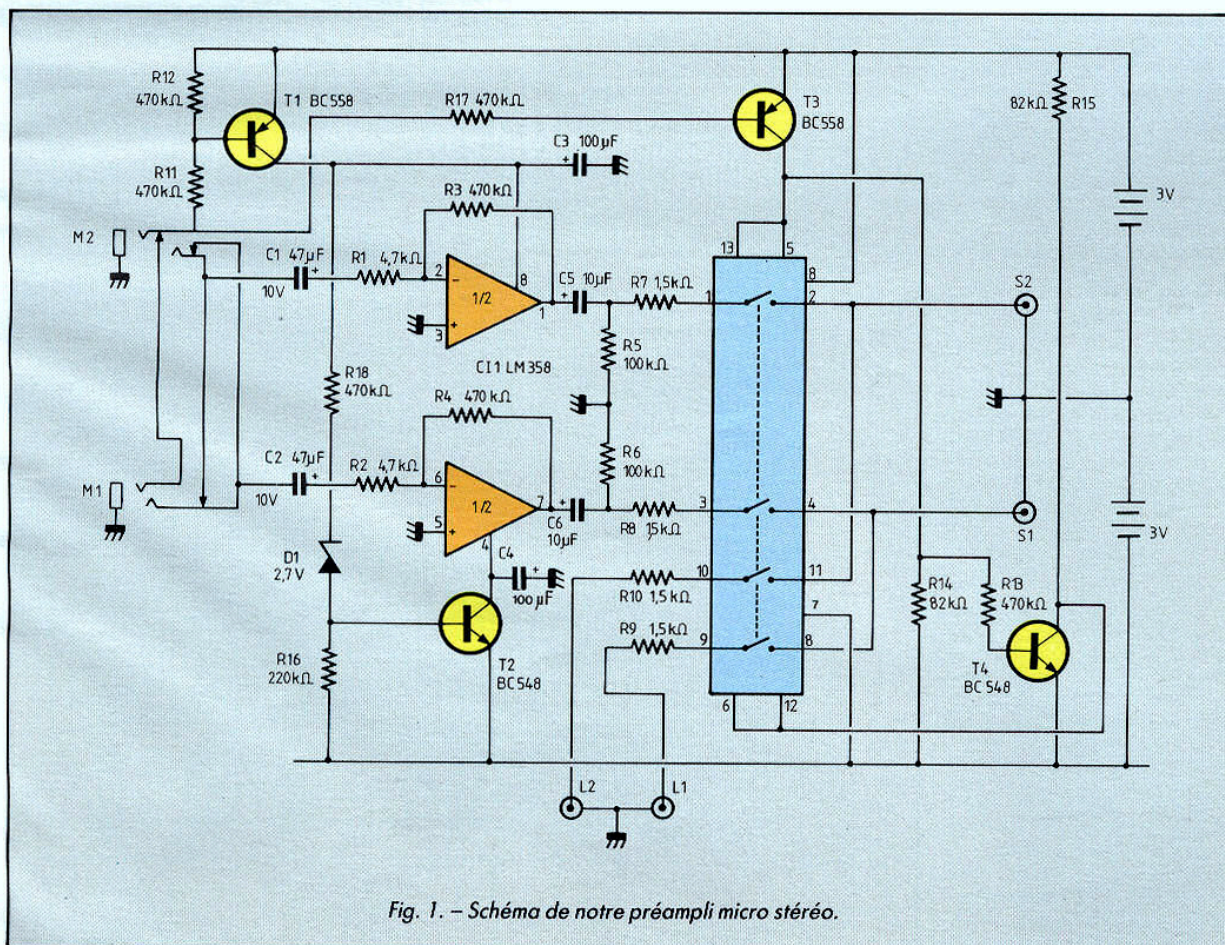 R12
470kΩ
T1 BC558
R17 470kΩ
T3
BC558
82kΩ R15
R11
470kΩ
C3 100µF
+
R3 470kΩ
3V
M2
C1 47µF
+
10V
R1 4,7kΩ
2
−
8
1/2
3
+
1
C5 10µF
+
R7 1,5kΩ
13
5
8
1
2
S2
R5
100kΩ
CI1 LM358
R18
470kΩ
R4 470kΩ
R6
100kΩ
M1
C2 47µF
+
10V
R2 4,7kΩ
6
−
1/2
5
+
7
4
+
C6
10µF
R8 1,5kΩ
3
4
S1
3V
D1
2,7V
C4
+
100µF
R10 1,5kΩ
10
11
R14
82kΩ
R13
470kΩ
7
R9 1,5kΩ
9
8
R16
220kΩ
T2
BC548
T4
BC548
6
12
L2
L1
Fig. 1. – Schéma de notre préampli micro stéréo.